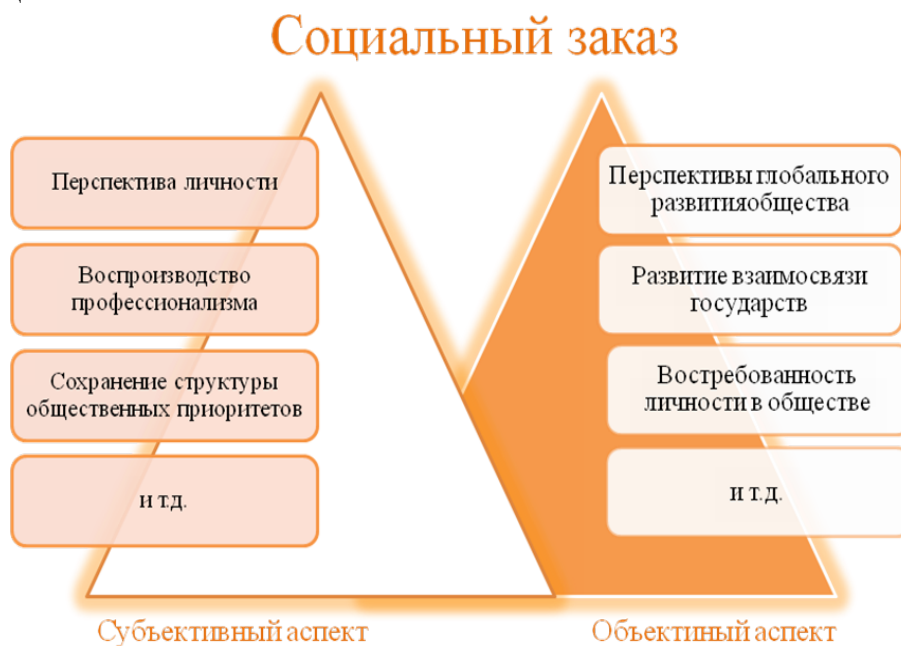 Социальный заказ
Перспектива личности
Воспроизводство
профессионализма
Сохранение структуры
общественных приоритетов
и т.д.
Перспективы глобального
развитияобщества
Развитие взаимосвязи
государств
Востребованность
личности в обществе
и т.д.
Субъективный аспект
Объектиный аспект